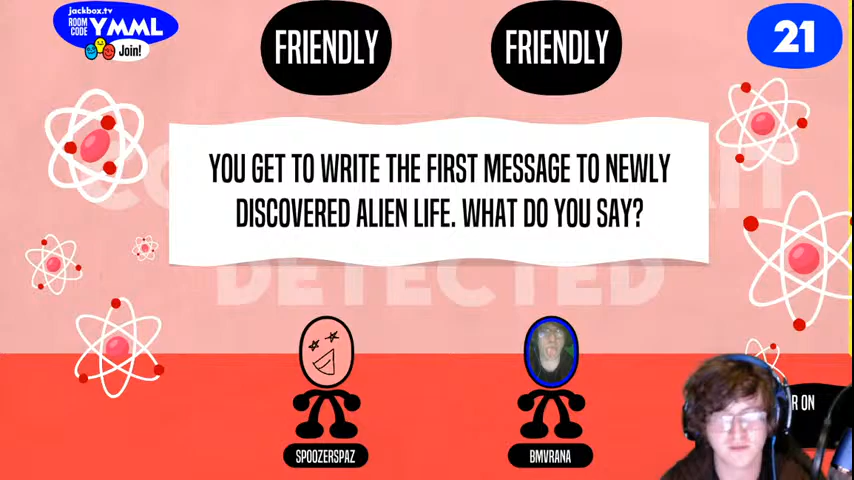 jackbox.tv
ROOM CODE YMML
Join!
FRIENDLY
FRIENDLY
21
YOU GET TO WRITE THE FIRST MESSAGE TO NEWLY
DISCOVERED ALIEN LIFE. WHAT DO YOU SAY?
DETECTED
R ON
SPOOZERSPAZ
BMVRANA